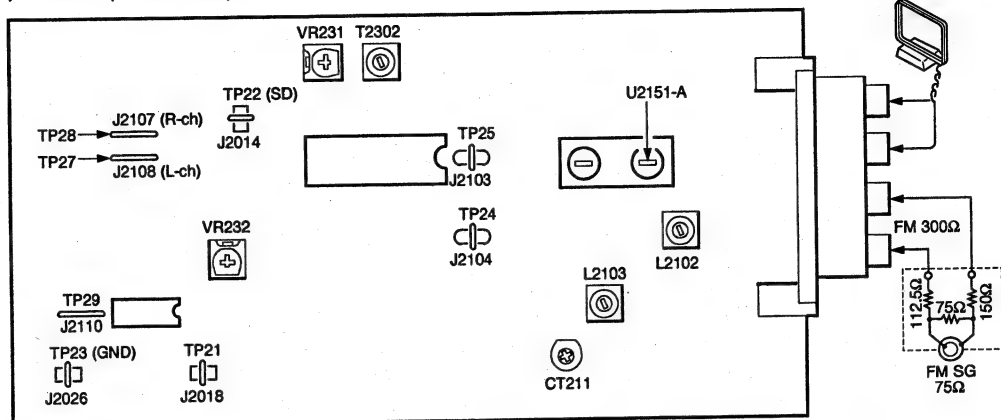 VR231 T2302
TP22 (SD)
J2014
J2107 (R-ch)
TP28
TP27
J2108 (L-ch)
TP25
J2103
U2151-A
TP24
J2104
VR232
L2102
L2103
TP29
J2110
TP23 (GND)
J2026
TP21
J2018
CT211
FM 300Ω
112.5Ω
75Ω
150Ω
FM SG
75Ω